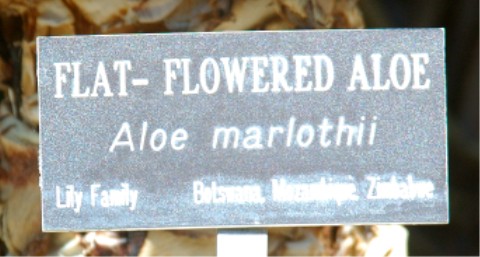 FLAT- FLOWERED ALOE
Aloe marlothii
Lily Family Botswana, Mozambique, Zimbabwe